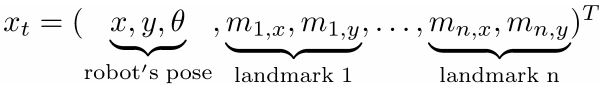 x_t = ( x, y, θ , m_{1,x}, m_{1,y}, . . . , m_{n,x}, m_{n,y})^T
robot's pose landmark 1 landmark n